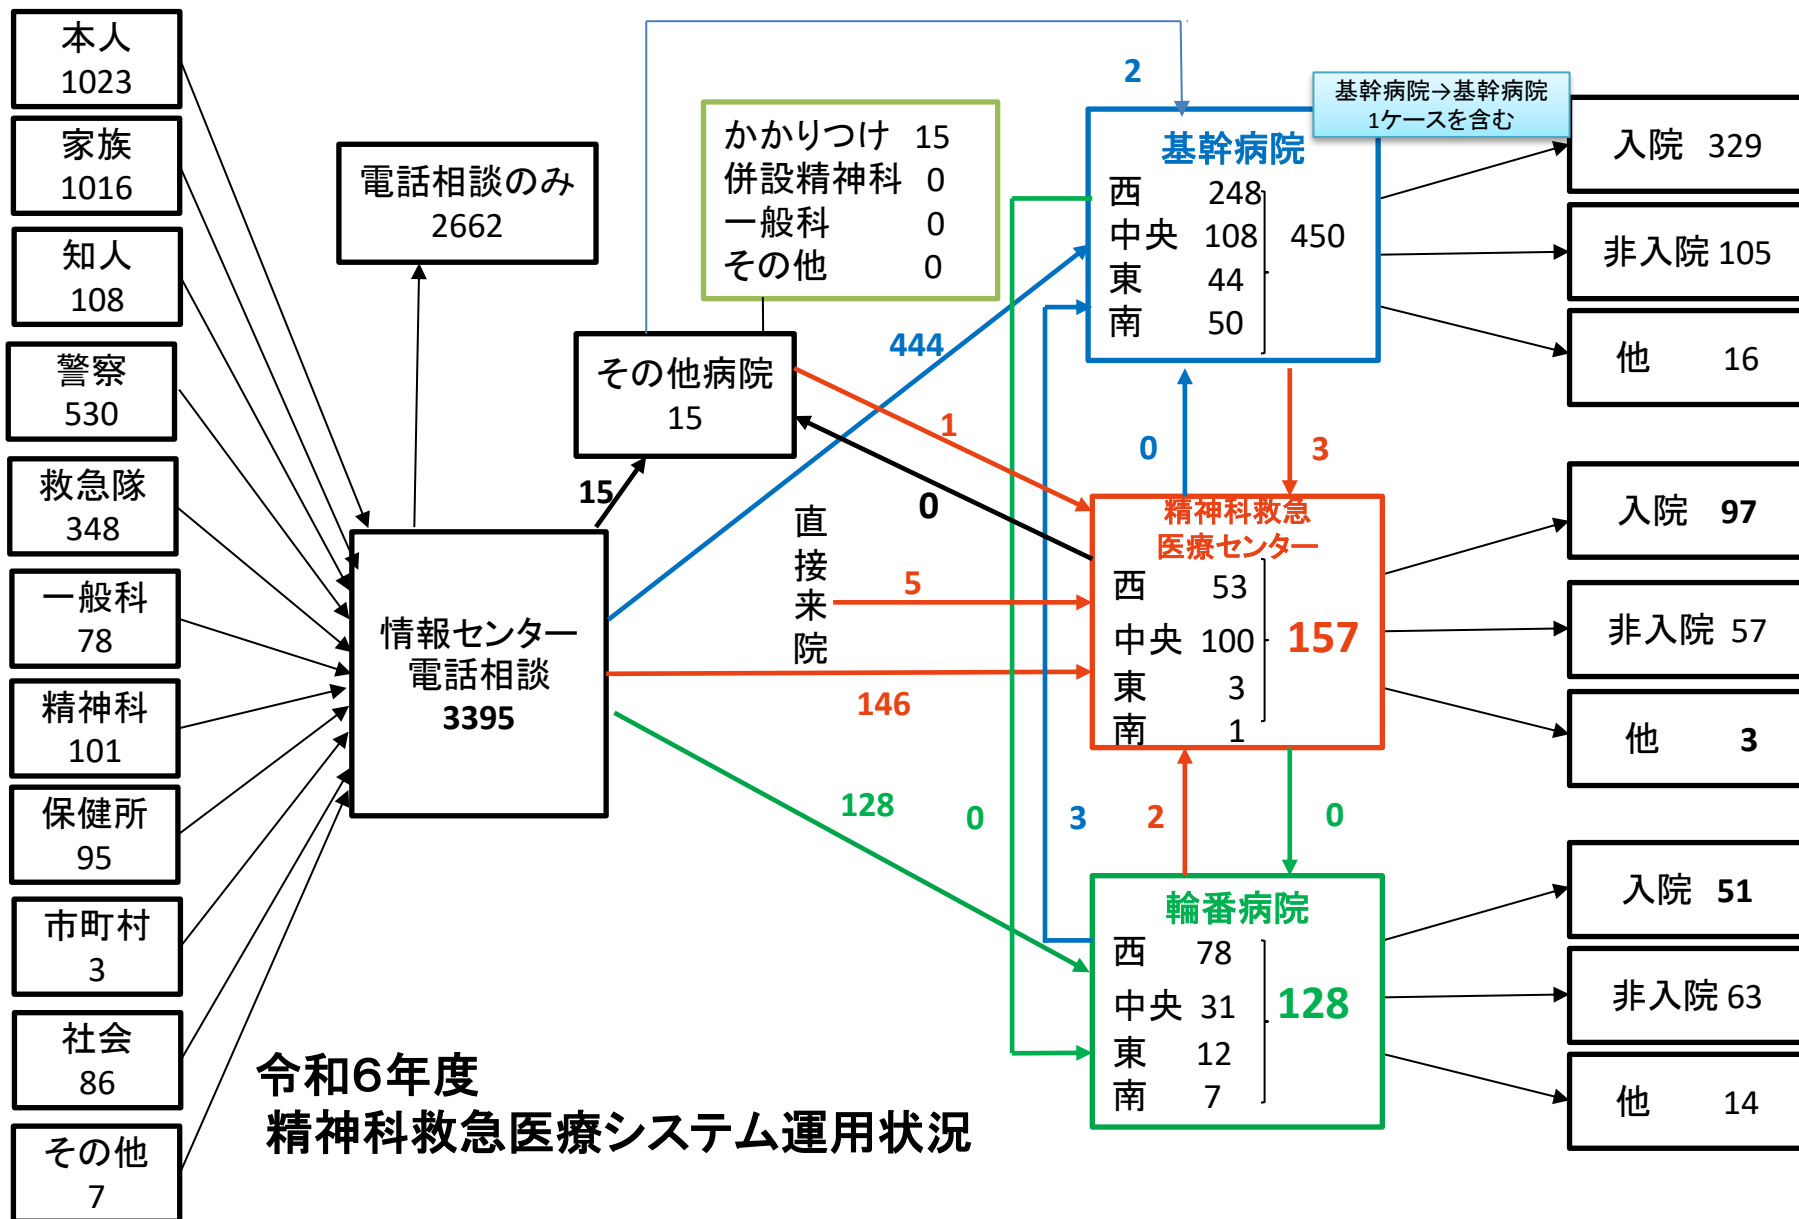 本人
1023
家族
1016
知人
108
警察
530
救急隊
348
一般科
78
精神科
101
保健所
95
市町村
3
社会
86
その他
7
電話相談のみ
2662
情報センター
電話相談
3395
かかりつけ 15
併設精神科 0
一般科 0
その他 0
その他病院
15
15
444
146
128
1
0
直接来院
5
2
基幹病院→基幹病院
1ケースを含む
基幹病院
西 248
中央 108
東 44
南 50
450
0
3
精神科救急
医療センター
西 53
中央 100
東 3
南 1
157
0
3
2
0
輪番病院
西 78
中央 31
東 12
南 7
128
入院 329
非入院 105
他 16
入院 97
非入院 57
他 3
入院 51
非入院 63
他 14
令和6年度
精神科救急医療システム運用状況